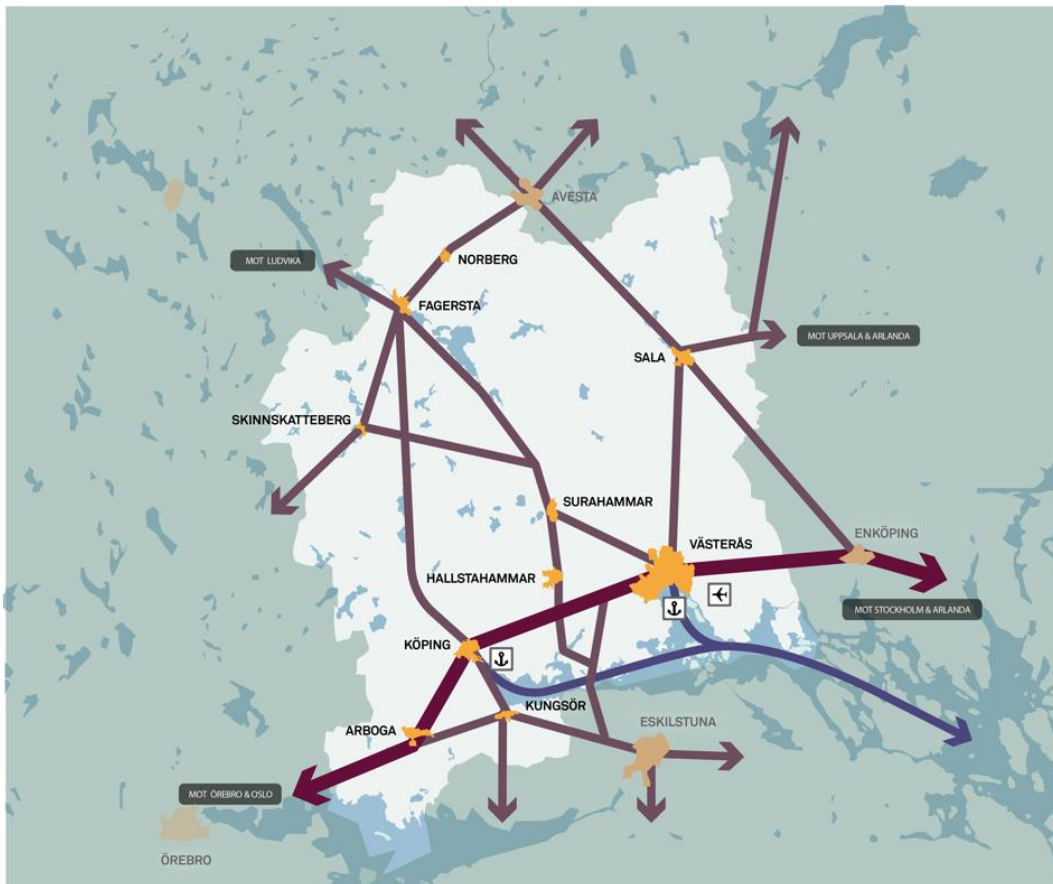 AVESTA
NORBERG
MOT LUDVIKA
FAGERSTA
MOT UPPSALA & ARLANDA
SALA
SKINNSKATTEBERG
SURAHAMMAR
ENKÖPING
VÄSTERÅS
HALLSTAHAMMAR
MOT STOCKHOLM & ARLANDA
KÖPING
KUNGSÖR
ARBOGA
ESKILSTUNA
MOT ÖREBRO & OSLO
ÖREBRO